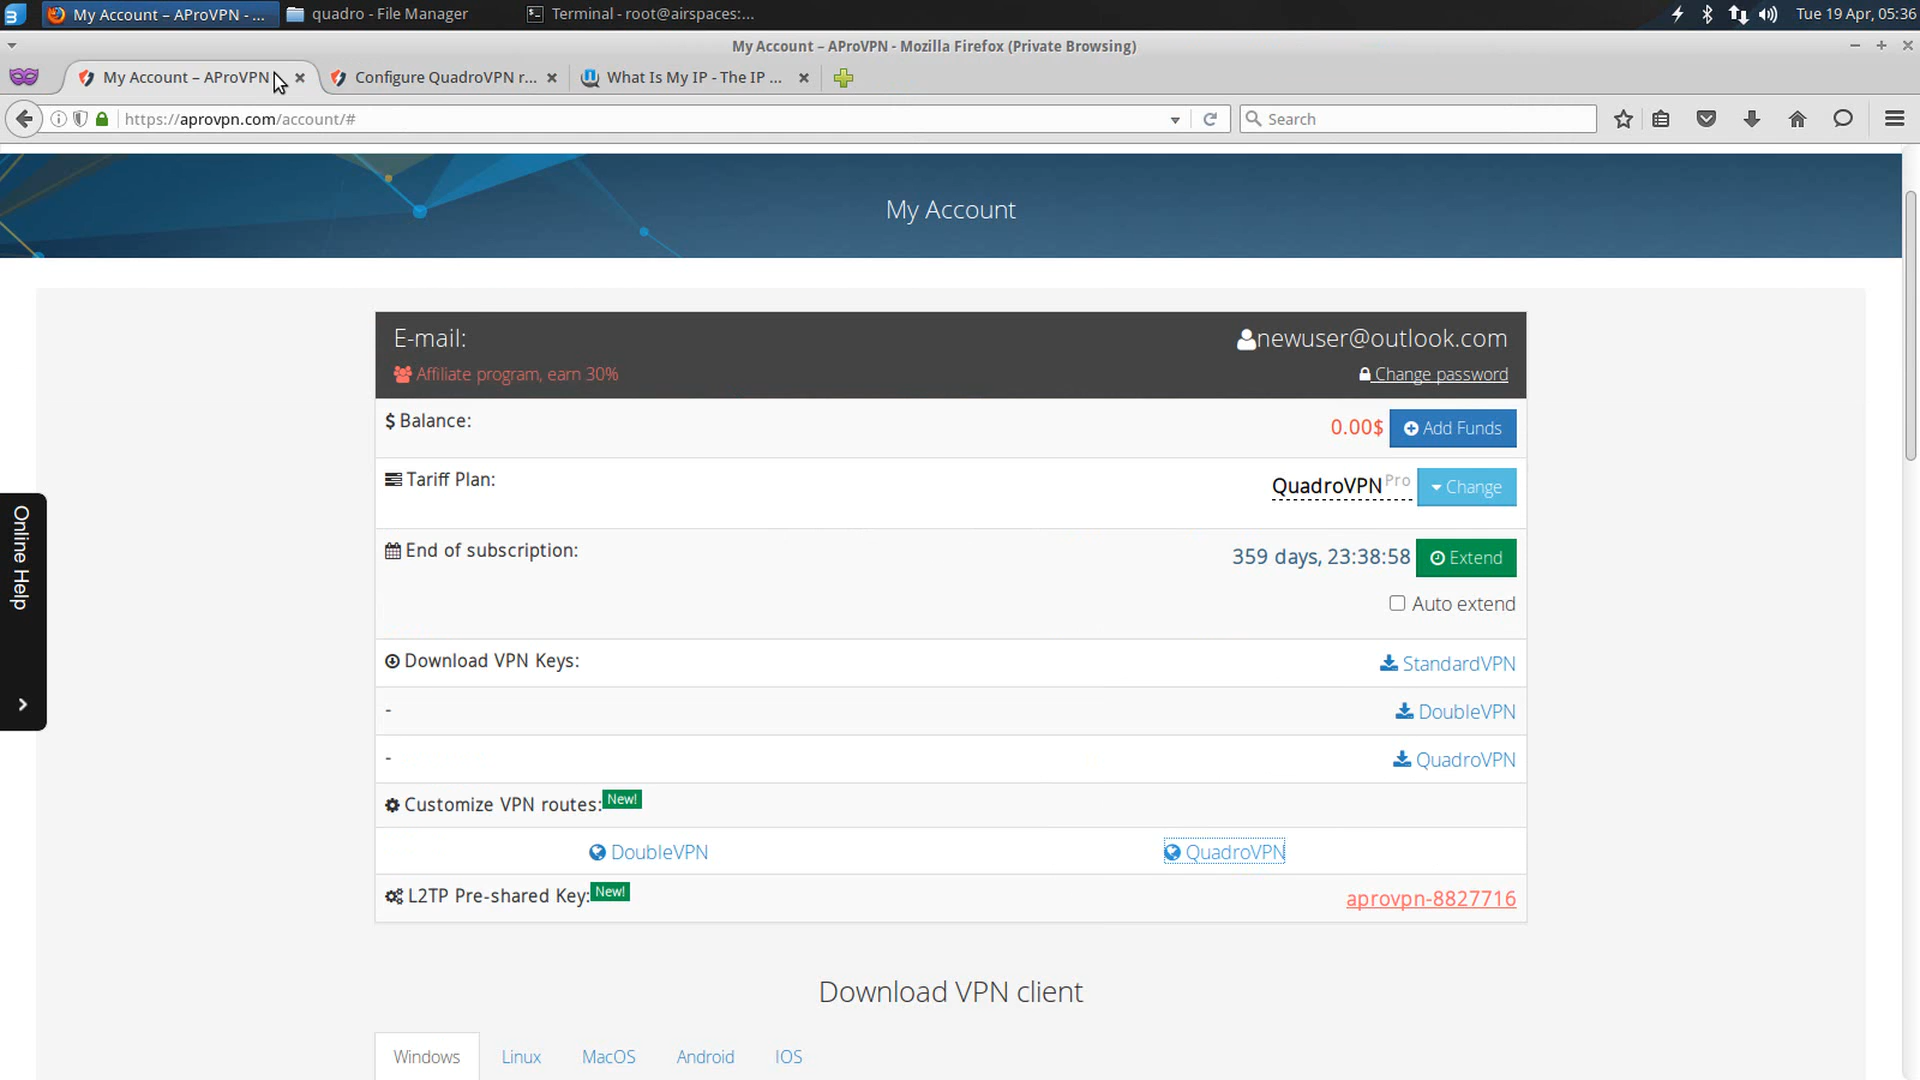 My Account – AProVPN - ...
quadro - File Manager
Terminal - root@airspaces:...
Tue 19 Apr, 05:36
My Account – AProVPN - Mozilla Firefox (Private Browsing)
My Account – AProVPN
Configure QuadroVPN r...
What Is My IP - The IP ...
https://aprovpn.com/account/#
Search
My Account
E-mail:
newuser@outlook.com
Affiliate program, earn 30%
Change password
$ Balance:
0.00$
Add Funds
Tariff Plan:
QuadroVPN Pro
Change
End of subscription:
359 days, 23:38:58
Extend
Auto extend
Download VPN Keys:
StandardVPN
-
DoubleVPN
-
QuadroVPN
Customize VPN routes: New!
DoubleVPN
QuadroVPN
L2TP Pre-shared Key: New!
aprovpn-8827716
Online Help
Download VPN client
Windows
Linux
MacOS
Android
IOS